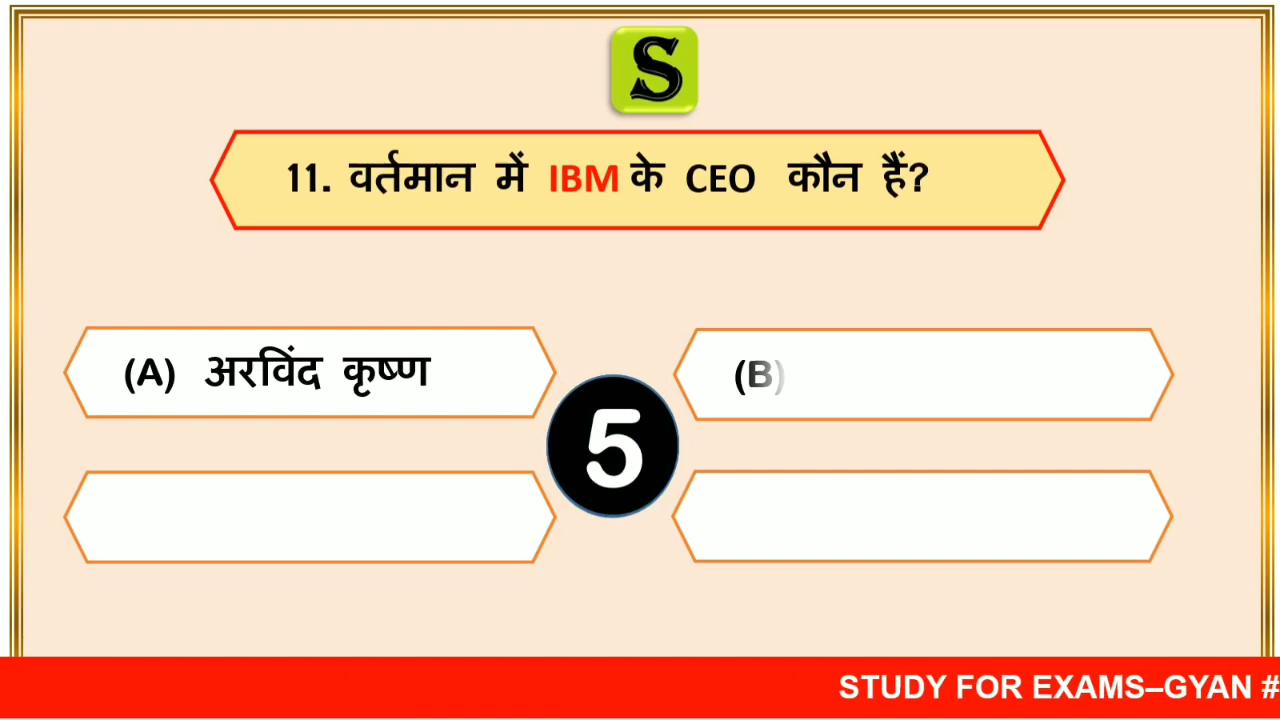 S
11. वर्तमान में IBM के CEO कौन हैं?
(A) अरविंद कृष्ण
(B)
5
STUDY FOR EXAMS–GYAN #